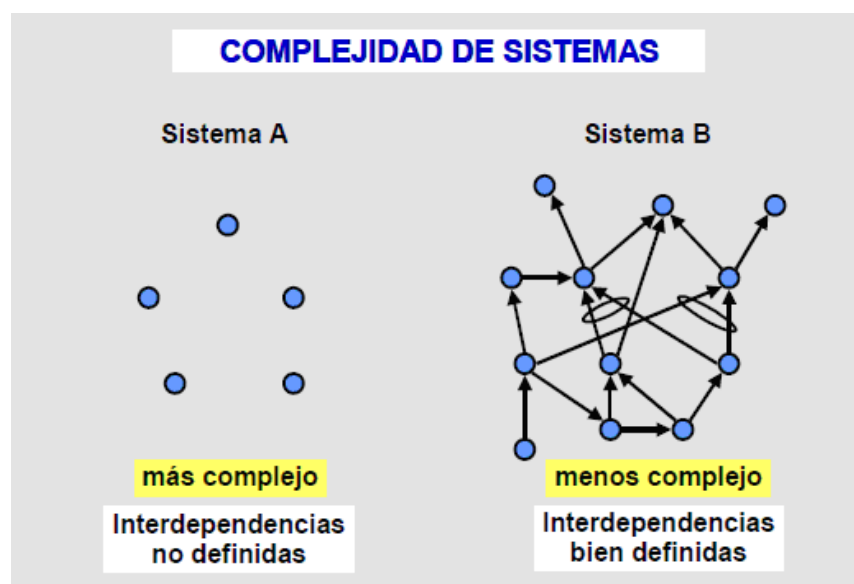 COMPLEJIDAD DE SISTEMAS
Sistema A
Sistema B
más complejo
menos complejo
Interdependencias
no definidas
Interdependencias
bien definidas